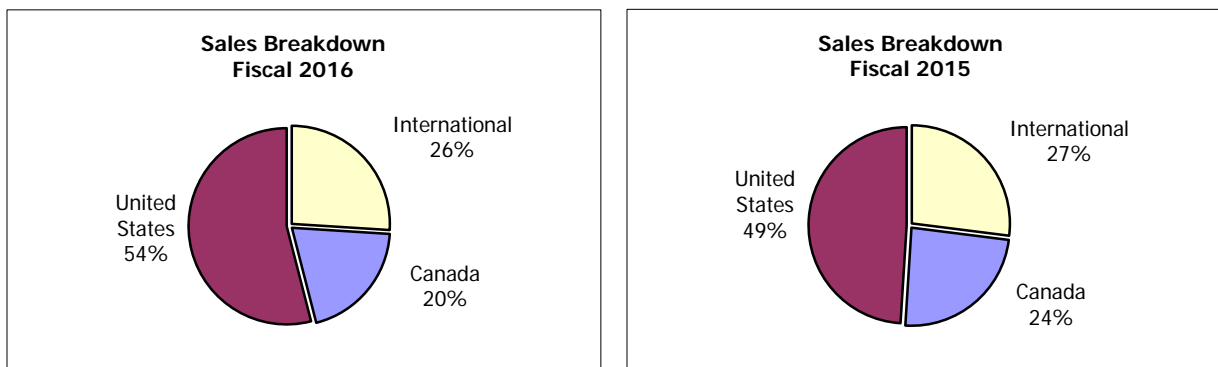 Sales Breakdown
Fiscal 2016
International
26%
United
States
54%
Canada
20%
Sales Breakdown
Fiscal 2015
International
27%
United
States
49%
Canada
24%